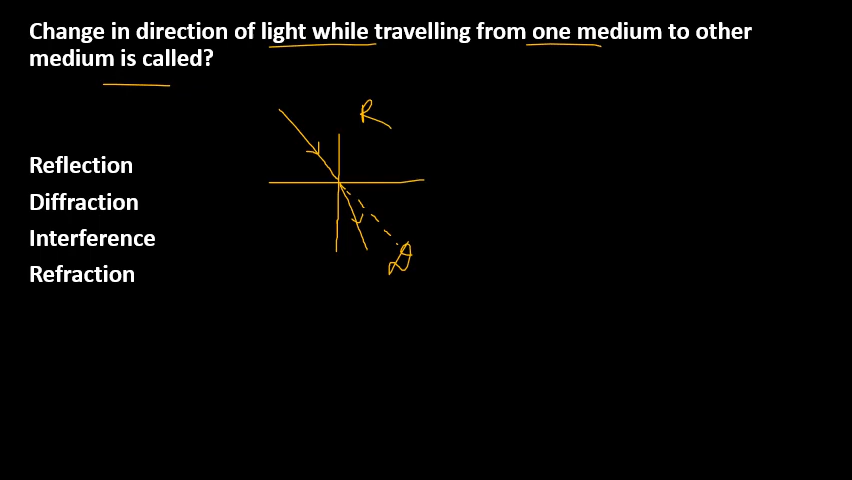 Change in direction of light while travelling from one medium to other
medium is called?
R
Reflection
Diffraction
Interference
Refraction
D